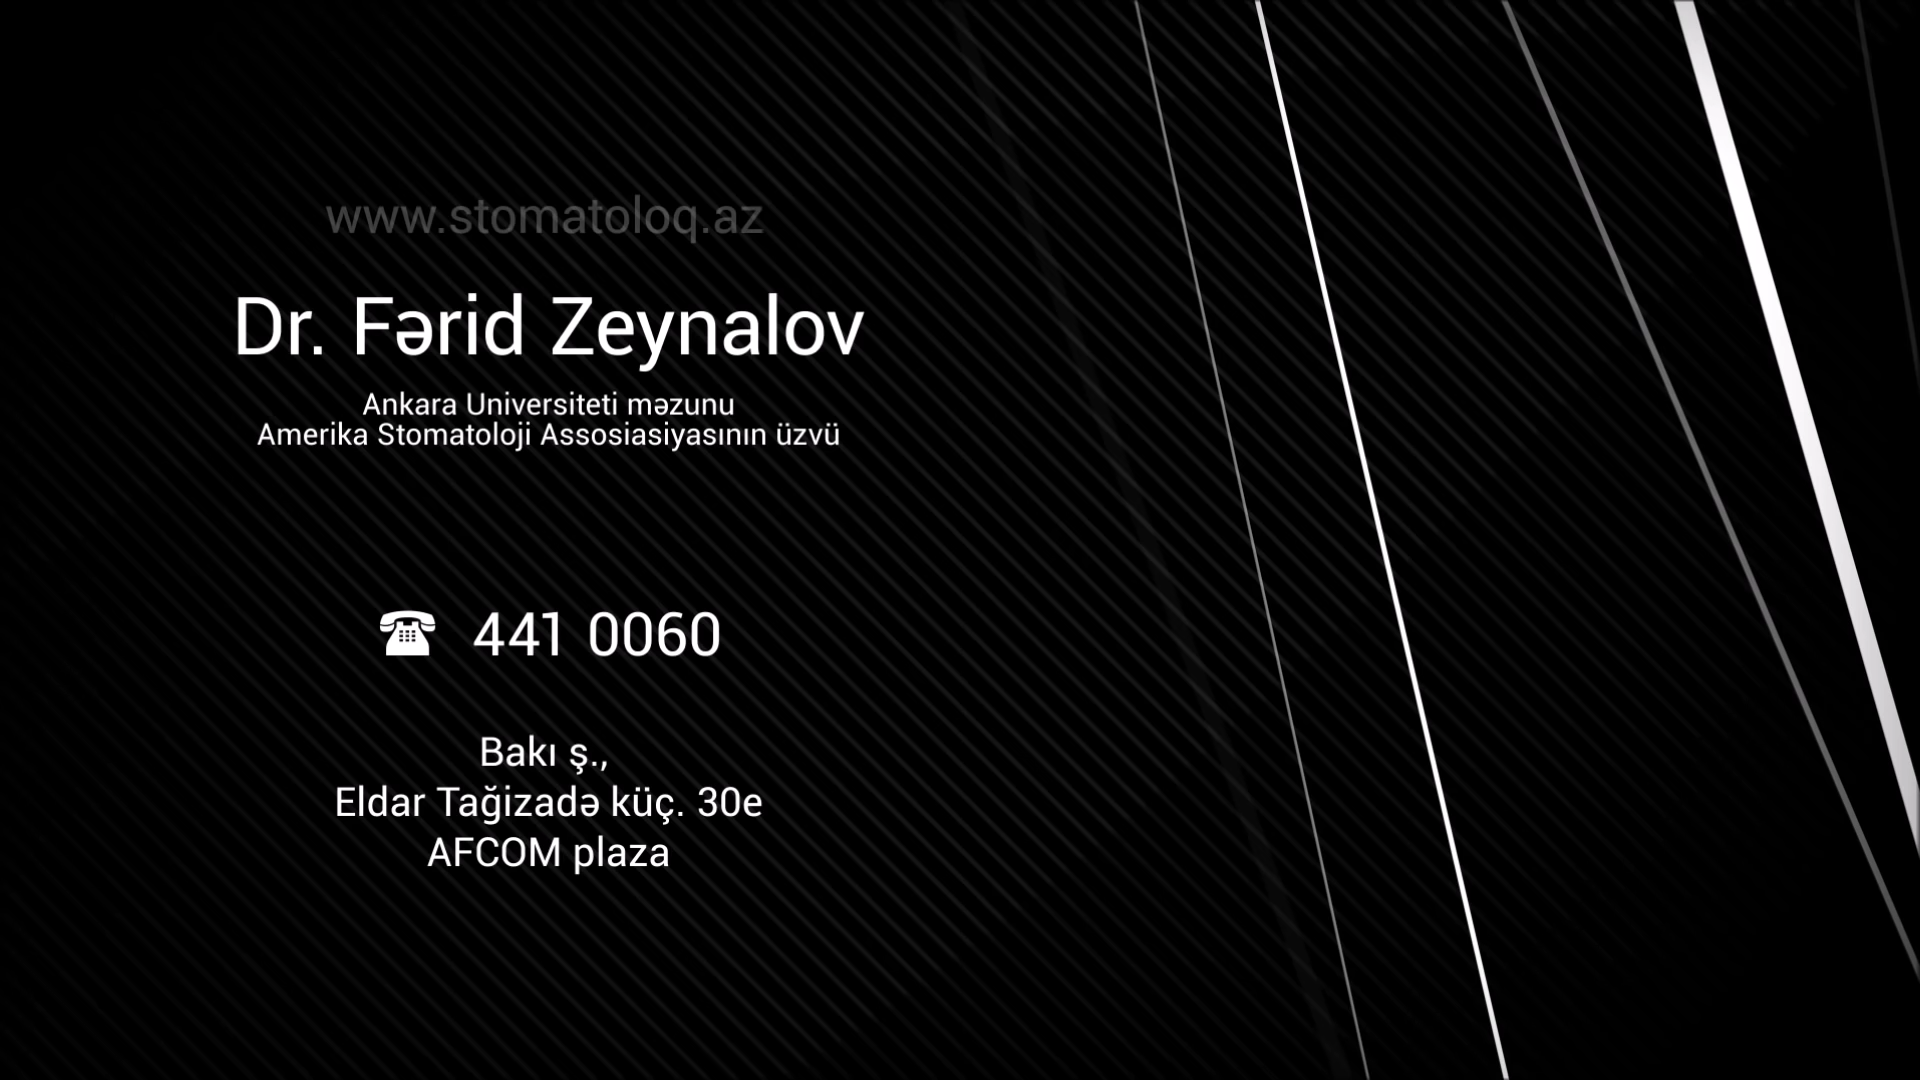 www.stomatoloq.az
Dr. Fərid Zeynalov
Ankara Universiteti məzunu
Amerika Stomatoloji Assosiasiyasının üzvü
☎ 441 0060
Bakı ş.,
Eldar Tağizadə küç. 30e
AFCOM plaza